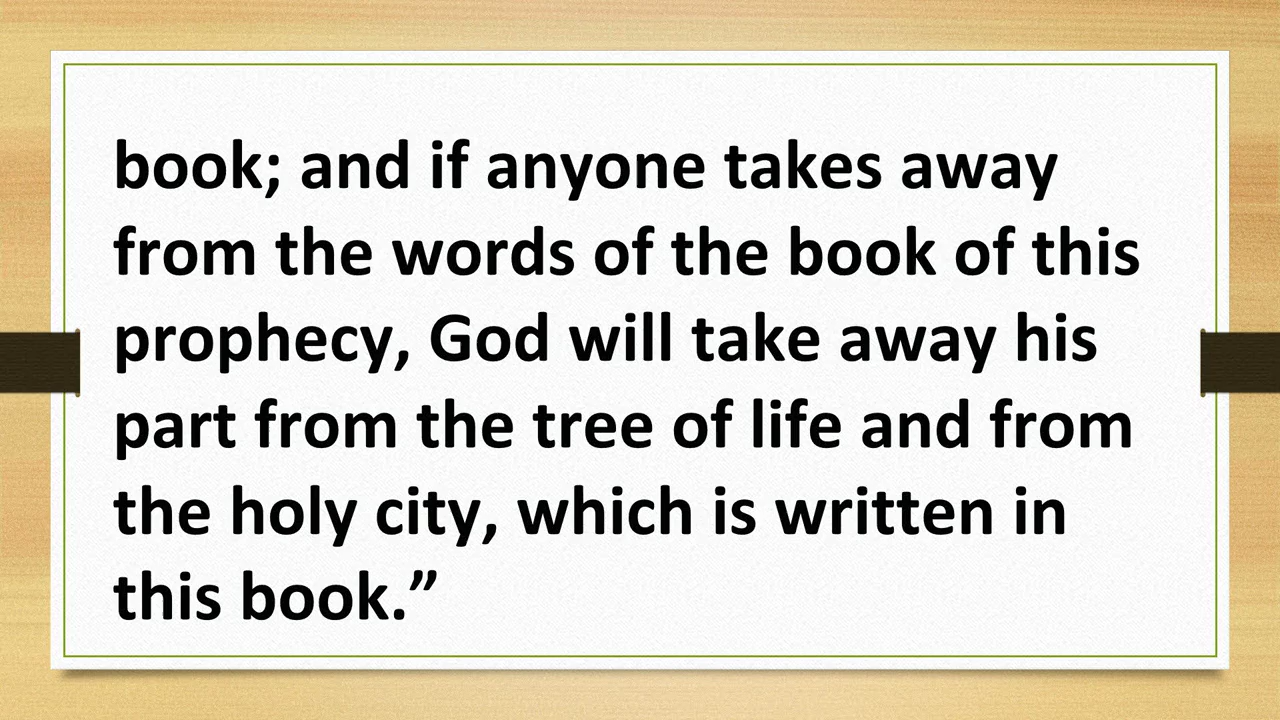 book; and if anyone takes away
from the words of the book of this
prophecy, God will take away his
part from the tree of life and from
the holy city, which is written in
this book.”